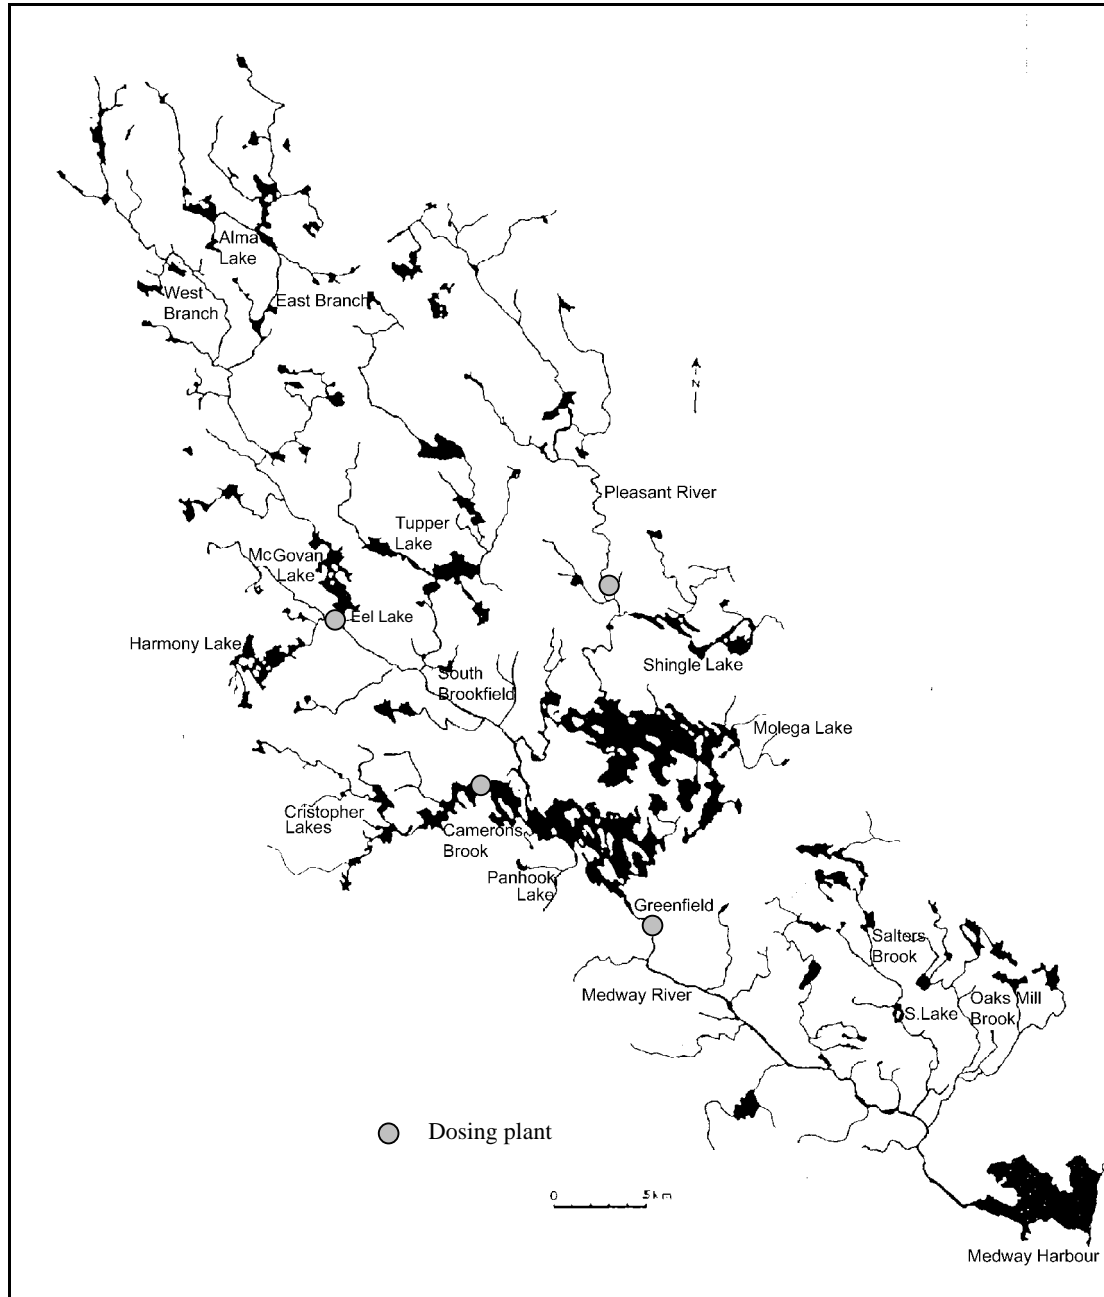 Alma
Lake
West
Branch
East Branch
N
Pleasant River
Tupper
Lake
McGovan
Lake
Eel Lake
Harmony Lake
Shingle Lake
South
Brookfield
Molega Lake
Cristopher
Lakes
Camerons
Brook
Panhook
Lake
Greenfield
Salters
Brook
Medway River
Oaks Mill
Brook
S.Lake
Dosing plant
0 5km
Medway Harbour